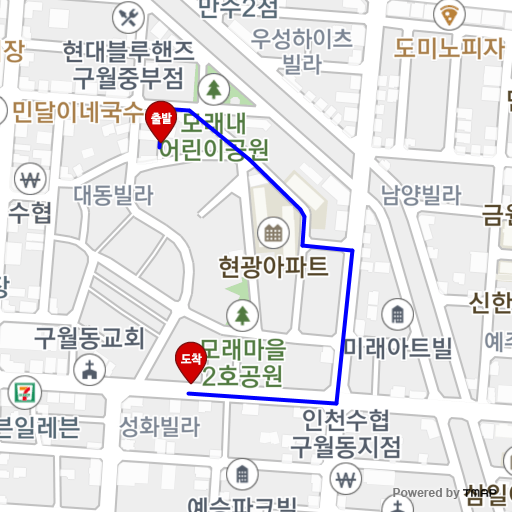 만수2점
현대블루핸즈
구월중부점
우성하이츠
빌라
도미노피자
장
민달이네국수
출발
모래내
어린이공원
수협
대동빌라
남양빌라
금원
현광아파트
신한
구월동교회
모래마을
2호공원
도착
미래아트빌
예주
7
븐일레븐
성화빌라
인천수협
구월동지점
예승파크빌
삼일
Powered by TMAP